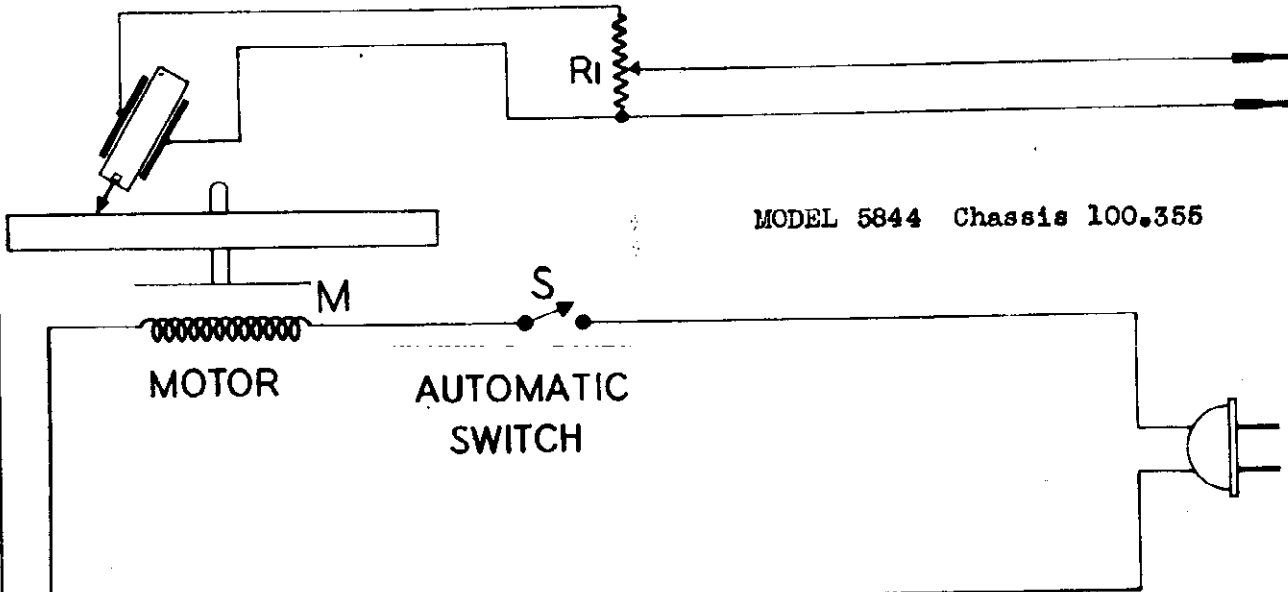 R1
MODEL 5844 Chassis 100.355
M
S
MOTOR
AUTOMATIC
SWITCH